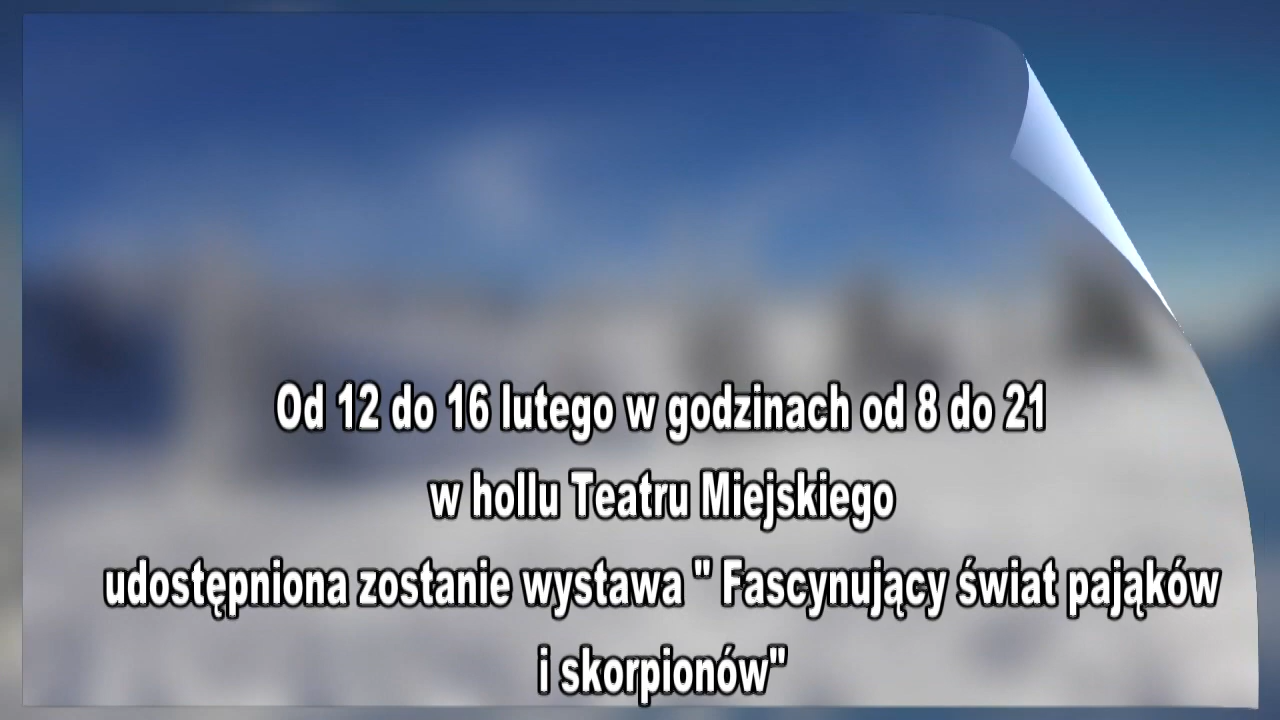 Od 12 do 16 lutego w godzinach od 8 do 21
w hollu Teatru Miejskiego
udostępniona zostanie wystawa " Fascynujący świat pająków
i skorpionów"